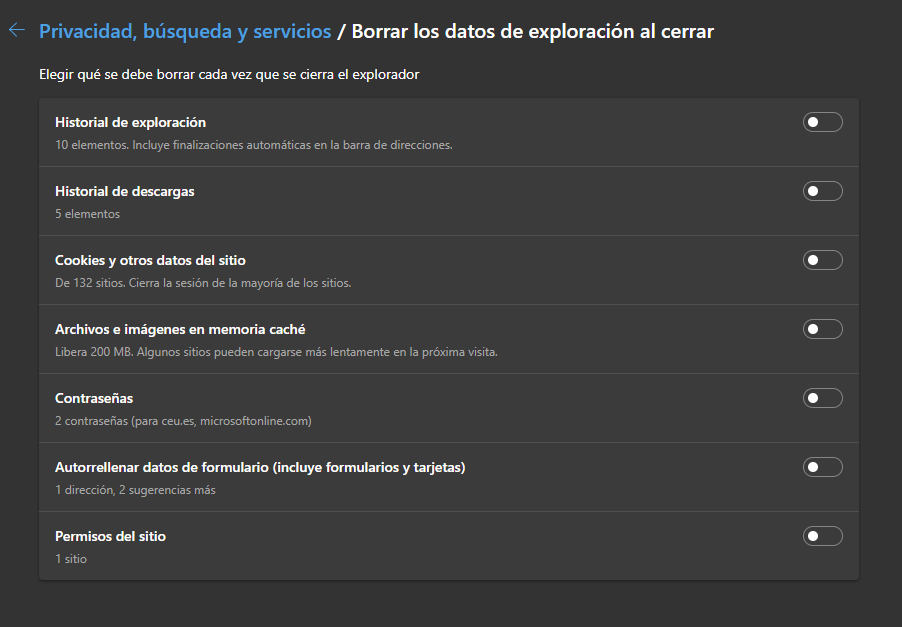 Privacidad, búsqueda y servicios / Borrar los datos de exploración al cerrar
Elegir qué se debe borrar cada vez que se cierra el explorador
Historial de exploración
10 elementos. Incluye finalizaciones automáticas en la barra de direcciones.
Historial de descargas
5 elementos
Cookies y otros datos del sitio
De 132 sitios. Cierra la sesión de la mayoría de los sitios.
Archivos e imágenes en memoria caché
Libera 200 MB. Algunos sitios pueden cargarse más lentamente en la próxima visita.
Contraseñas
2 contraseñas (para ceu.es, microsoftonline.com)
Autorrellenar datos de formulario (incluye formularios y tarjetas)
1 dirección, 2 sugerencias más
Permisos del sitio
1 sitio